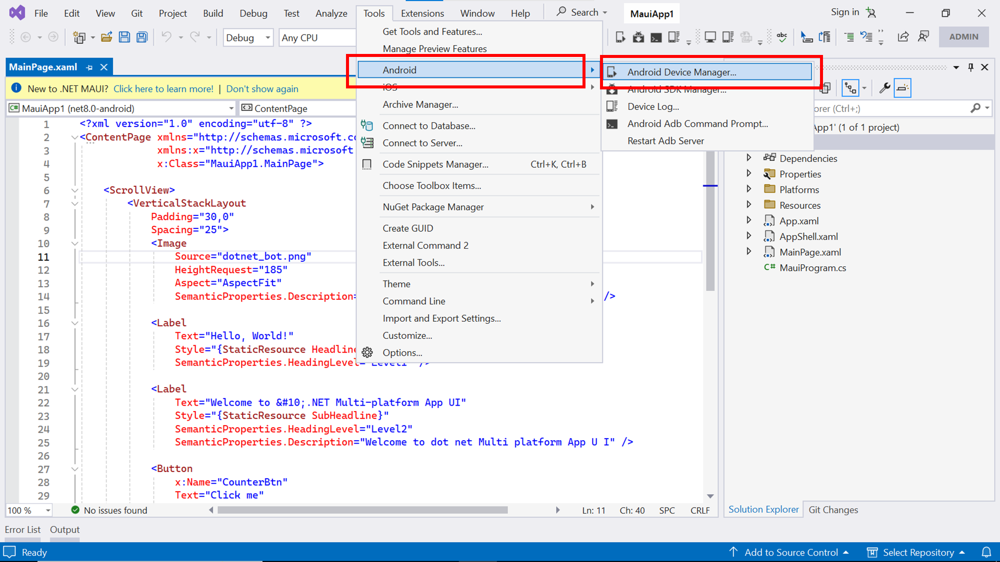 File Edit View Git Project Build Debug Test Analyze Tools Extensions Window Help Search MauiApp1 Sign in
Debug Any CPU abc ADMIN
MainPage.xaml
New to .NET MAUI? Click here to learn more! | Don't show again
C# MauiApp1 (net8.0-android) ContentPage
1 <?xml version="1.0" encoding="utf-8" ?>
2 <ContentPage xmlns="http://schemas.microsoft.co
3 xmlns:x="http://schemas.microsoft
4 x:Class="MauiApp1.MainPage">
5
6 <ScrollView>
7 <VerticalStackLayout
8 Padding="30,0"
9 Spacing="25">
10 <Image
11 Source="dotnet_bot.png"
12 HeightRequest="185"
13 Aspect="AspectFit"
14 SemanticProperties.Description= />
15
16 <Label
17 Text="Hello, World!"
18 Style="{StaticResource Headline
19 SemanticProperties.HeadingLevel="Level1" />
20
21 <Label
22 Text="Welcome to &#10;.NET Multi-platform App UI"
23 Style="{StaticResource SubHeadline}"
24 SemanticProperties.HeadingLevel="Level2"
25 SemanticProperties.Description="Welcome to dot net Multi platform App U I" />
26
27 <Button
28 x:Name="CounterBtn"
29 Text="Click me"
Get Tools and Features...
Manage Preview Features
Android
iOS
Archive Manager...
Connect to Database...
Connect to Server...
Code Snippets Manager... Ctrl+K, Ctrl+B
Choose Toolbox Items...
NuGet Package Manager
Create GUID
External Command 2
External Tools...
Theme
Command Line
Import and Export Settings...
Customize...
Options...
Android Device Manager...
Android SDK Manager...
Device Log...
Android Adb Command Prompt...
Restart Adb Server
orer (Ctrl+;)
App1' (1 of 1 project)
Dependencies
Properties
Platforms
Resources
App.xaml
AppShell.xaml
MainPage.xaml
C# MauiProgram.cs
100 % No issues found Ln: 11 Ch: 40 SPC CRLF
Solution Explorer Git Changes
Error List Output
Ready Add to Source Control Select Repository